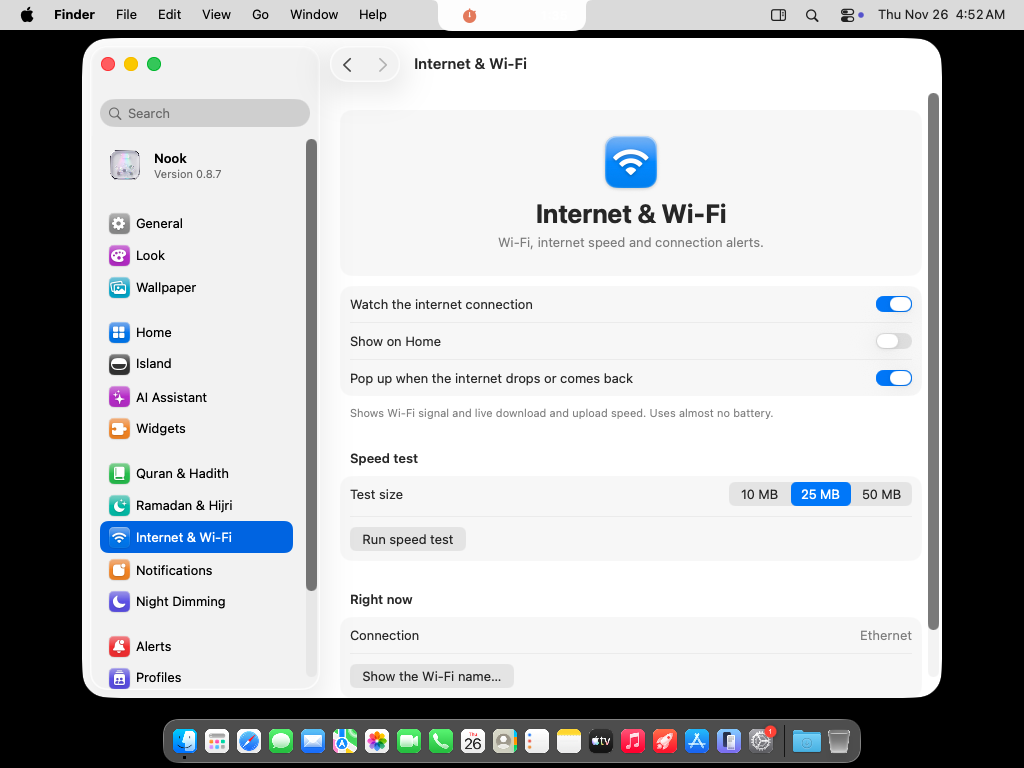 Finder File Edit View Go Window Help Thu Nov 26 4:52 AM
Internet & Wi-Fi
Search
Nook
Version 0.8.7
General
Look
Wallpaper
Home
Island
AI Assistant
Widgets
Quran & Hadith
Ramadan & Hijri
Internet & Wi-Fi
Notifications
Night Dimming
Alerts
Profiles
Internet & Wi-Fi
Wi-Fi, internet speed and connection alerts.
Watch the internet connection
Show on Home
Pop up when the internet drops or comes back
Shows Wi-Fi signal and live download and upload speed. Uses almost no battery.
Speed test
Test size 10 MB 25 MB 50 MB
Run speed test
Right now
Connection Ethernet
Show the Wi-Fi name...
Thu
26
tv
1